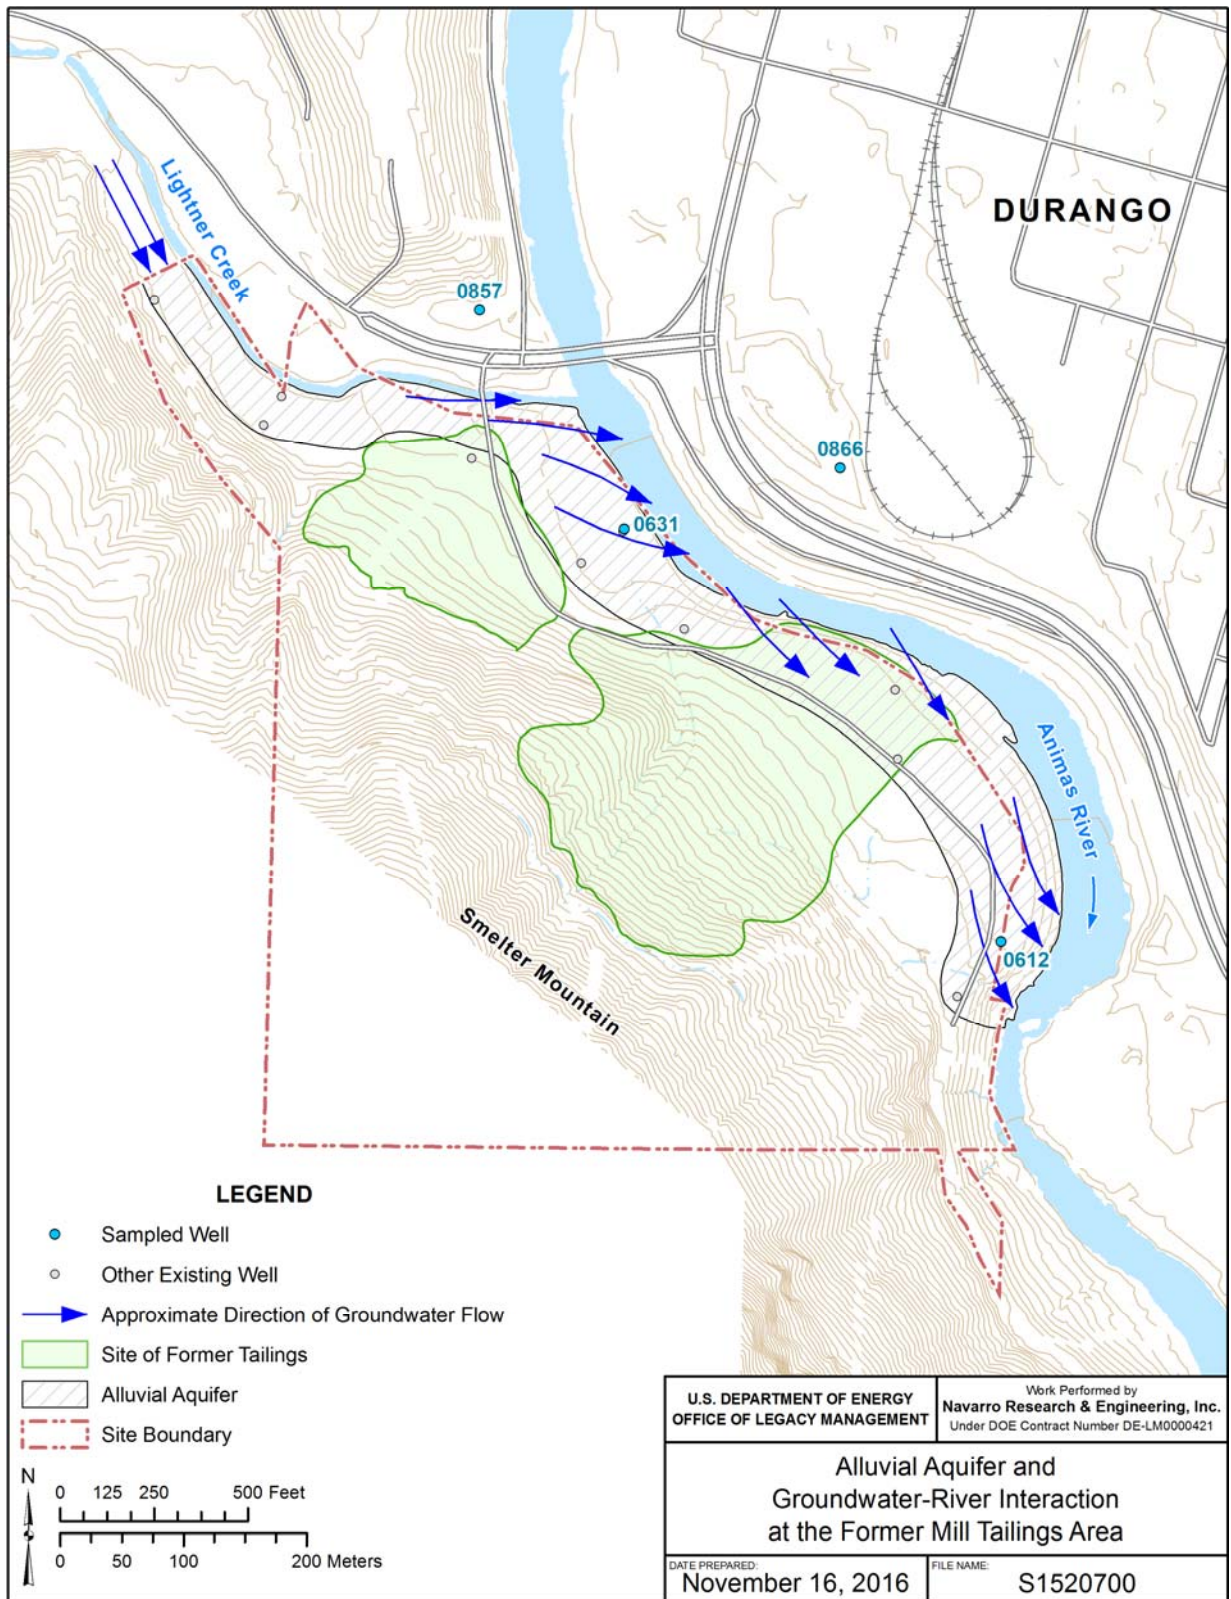 Lightner Creek
DURANGO
0857
0866
0631
Animas River
0612
Smelter Mountain
LEGEND
Sampled Well
Other Existing Well
Approximate Direction of Groundwater Flow
Site of Former Tailings
Alluvial Aquifer
Site Boundary
N
0 125 250 500 Feet
0 50 100 200 Meters
U.S. DEPARTMENT OF ENERGY
OFFICE OF LEGACY MANAGEMENT
Work Performed by
Navarro Research & Engineering, Inc.
Under DOE Contract Number DE-LM0000421
Alluvial Aquifer and
Groundwater-River Interaction
at the Former Mill Tailings Area
DATE PREPARED:
November 16, 2016
FILE NAME:
S1520700